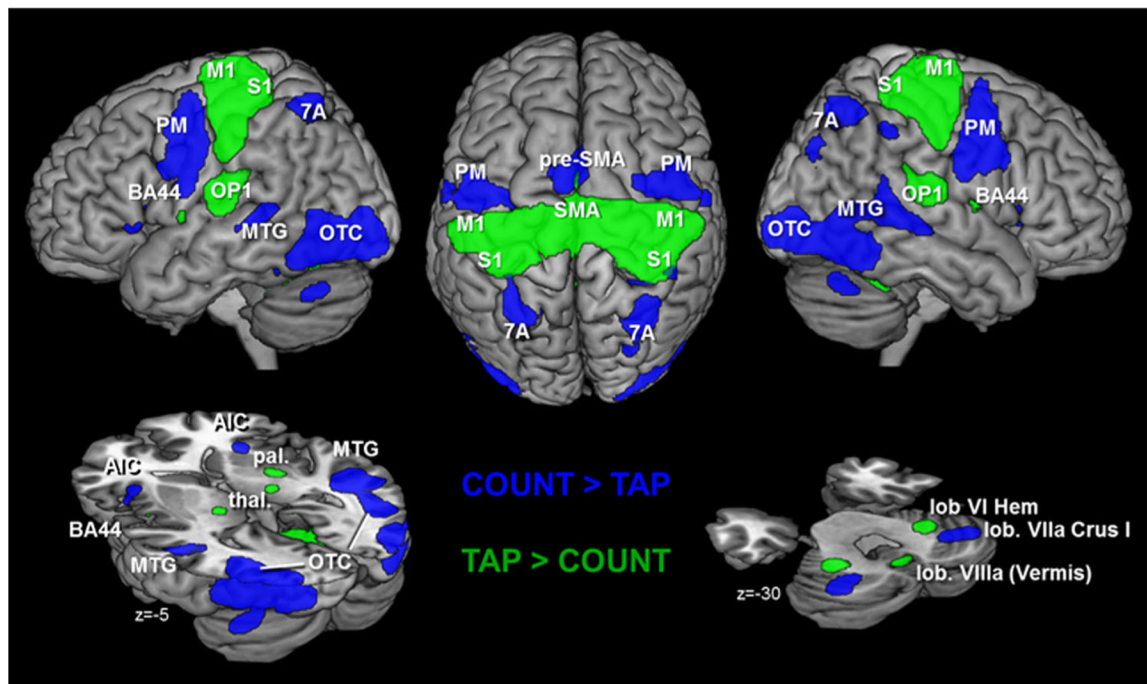 M1
S1
PM
7A
BA44
OP1
MTG
OTC
pre-SMA
PM
PM
SMA
M1
M1
S1
S1
7A
7A
M1
S1
7A
PM
OP1
BA44
MTG
OTC
AIC
MTG
pal.
AIC
thal.
BA44
MTG
OTC
z=-5
COUNT > TAP
TAP > COUNT
lob VI Hem
lob. VIIa Crus I
lob. VIIIa (Vermis)
z=-30